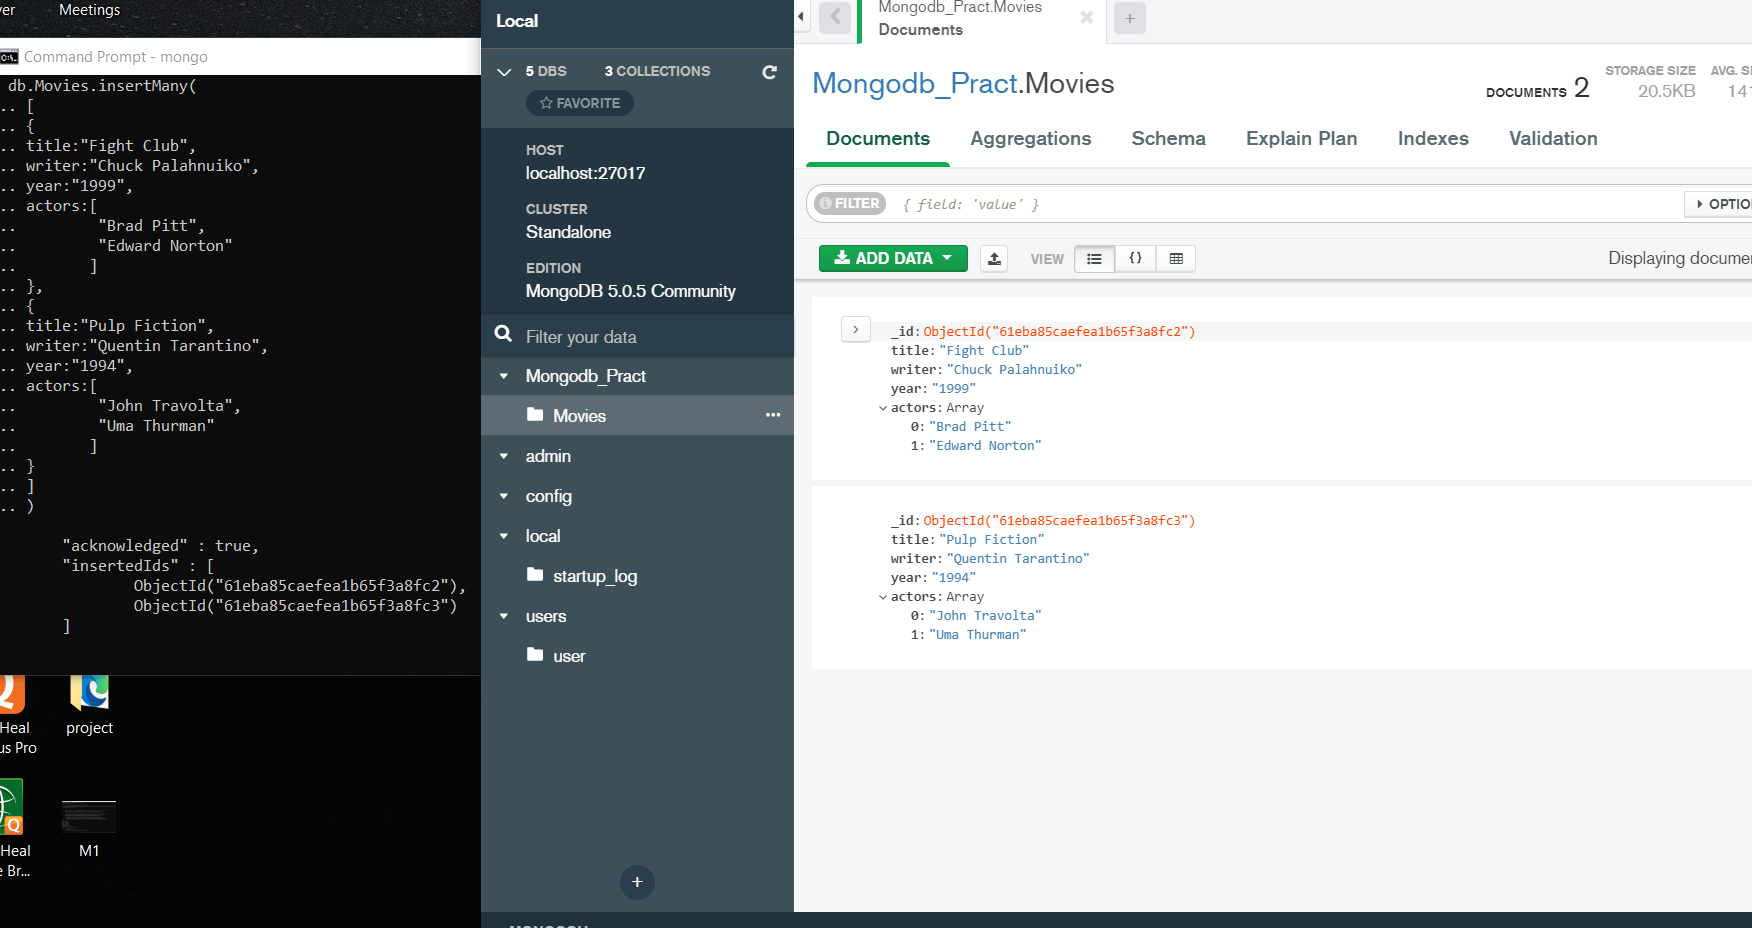 Meetings
Command Prompt - mongo
db.Movies.insertMany(
.. [
.. {
.. title:"Fight Club",
.. writer:"Chuck Palahnuiko",
.. year:"1999",
.. actors:[
.. "Brad Pitt",
.. "Edward Norton"
.. ]
.. },
.. {
.. title:"Pulp Fiction",
.. writer:"Quentin Tarantino",
.. year:"1994",
.. actors:[
.. "John Travolta",
.. "Uma Thurman"
.. ]
.. }
.. ]
.. )
"acknowledged" : true,
"insertedIds" : [
ObjectId("61eba85caefea1b65f3a8fc2"),
ObjectId("61eba85caefea1b65f3a8fc3")
]
Heal
us Pro
project
Heal
e Br...
M1
Local
5 DBS 3 COLLECTIONS
FAVORITE
HOST
localhost:27017
CLUSTER
Standalone
EDITION
MongoDB 5.0.5 Community
Filter your data
Mongodb_Pract
Movies
admin
config
local
startup_log
users
user
Mongodb_Pract.Movies
Documents
Mongodb_Pract.Movies
DOCUMENTS 2
STORAGE SIZE
20.5KB
AVG. SI
141
Documents Aggregations Schema Explain Plan Indexes Validation
FILTER { field: 'value' }
OPTIO
ADD DATA
VIEW
{}
Displaying documen
_id: ObjectId("61eba85caefea1b65f3a8fc2")
title: "Fight Club"
writer: "Chuck Palahnuiko"
year: "1999"
actors: Array
0: "Brad Pitt"
1: "Edward Norton"
_id: ObjectId("61eba85caefea1b65f3a8fc3")
title: "Pulp Fiction"
writer: "Quentin Tarantino"
year: "1994"
actors: Array
0: "John Travolta"
1: "Uma Thurman"